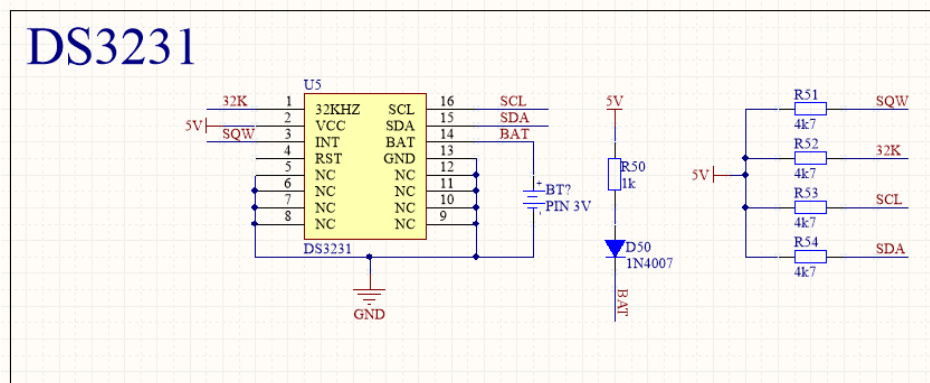 DS3231
U5
32K 1 32KHZ SCL 16 SCL
5V 2 VCC SDA 15 SDA
SQW 3 INT BAT 14 BAT
4 RST GND 13
5 NC NC 12
6 NC NC 11
7 NC NC 10
8 NC NC 9
DS3231
GND
+
BT?
PIN 3V
-
5V
R50
1k
D50
1N4007
BAT
5V
R51
4k7
SQW
R52
4k7
32K
R53
4k7
SCL
R54
4k7
SDA